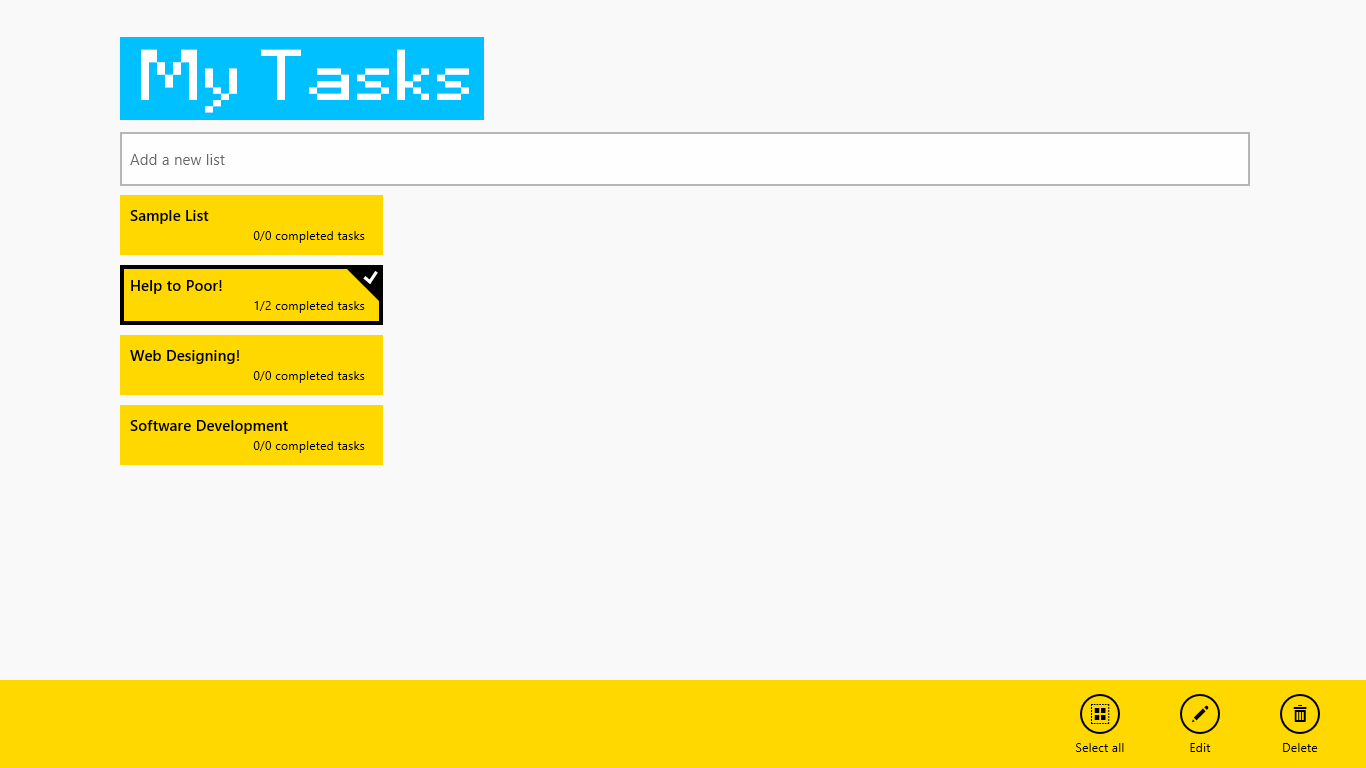 My Tasks
Add a new list
Sample List
0/0 completed tasks
Help to Poor!
1/2 completed tasks
Web Designing!
0/0 completed tasks
Software Development
0/0 completed tasks
Select all
Edit
Delete